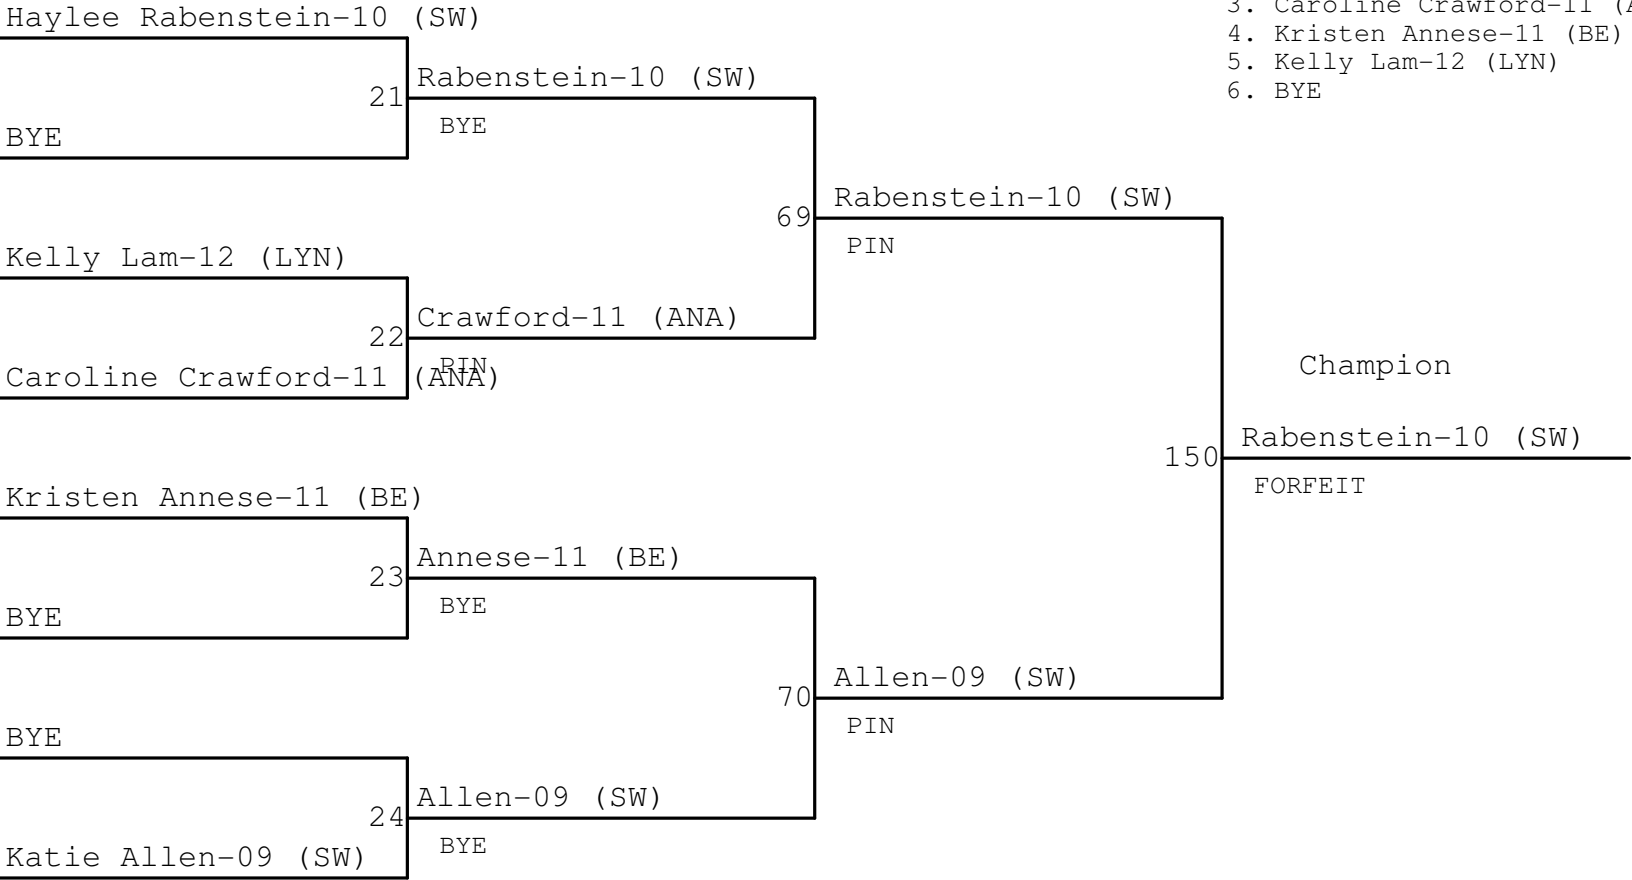 Haylee Rabenstein-10 (SW)
BYE
21
Rabenstein-10 (SW)
BYE
Kelly Lam-12 (LYN)
Caroline Crawford-11 (ANA)
22
Crawford-11 (ANA)
PIN
69
Rabenstein-10 (SW)
PIN
Kristen Annese-11 (BE)
BYE
23
Annese-11 (BE)
BYE
BYE
Katie Allen-09 (SW)
24
Allen-09 (SW)
BYE
70
Allen-09 (SW)
PIN
150
Champion
Rabenstein-10 (SW)
FORFEIT
3. Caroline Crawford-11 (A
4. Kristen Annese-11 (BE)
5. Kelly Lam-12 (LYN)
6. BYE